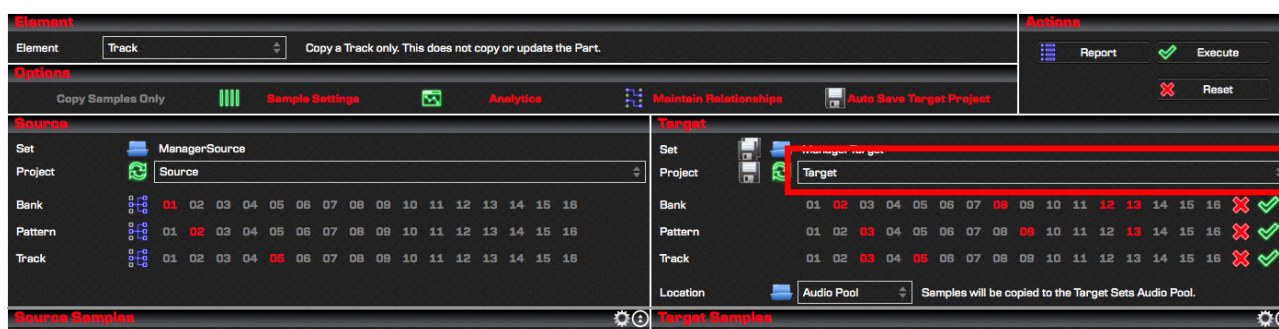 Element
Actions
Element Track Copy a Track only. This does not copy or update the Part.
Report Execute
Options
Copy Samples Only Sample Settings Analytics Maintain Relationships Auto Save Target Project
Reset
Source
Target
Set ManagerSource
Set ManagerTarget
Project Source
Project Target
Bank 01 02 03 04 05 06 07 08 09 10 11 12 13 14 15 16
Bank 01 02 03 04 05 06 07 08 09 10 11 12 13 14 15 16
Pattern 01 02 03 04 05 06 07 08 09 10 11 12 13 14 15 16
Pattern 01 02 03 04 05 06 07 08 09 10 11 12 13 14 15 16
Track 01 02 03 04 05 06 07 08 09 10 11 12 13 14 15 16
Track 01 02 03 04 05 06 07 08 09 10 11 12 13 14 15 16
Location Audio Pool Samples will be copied to the Target Sets Audio Pool.
Source Samples
Target Samples